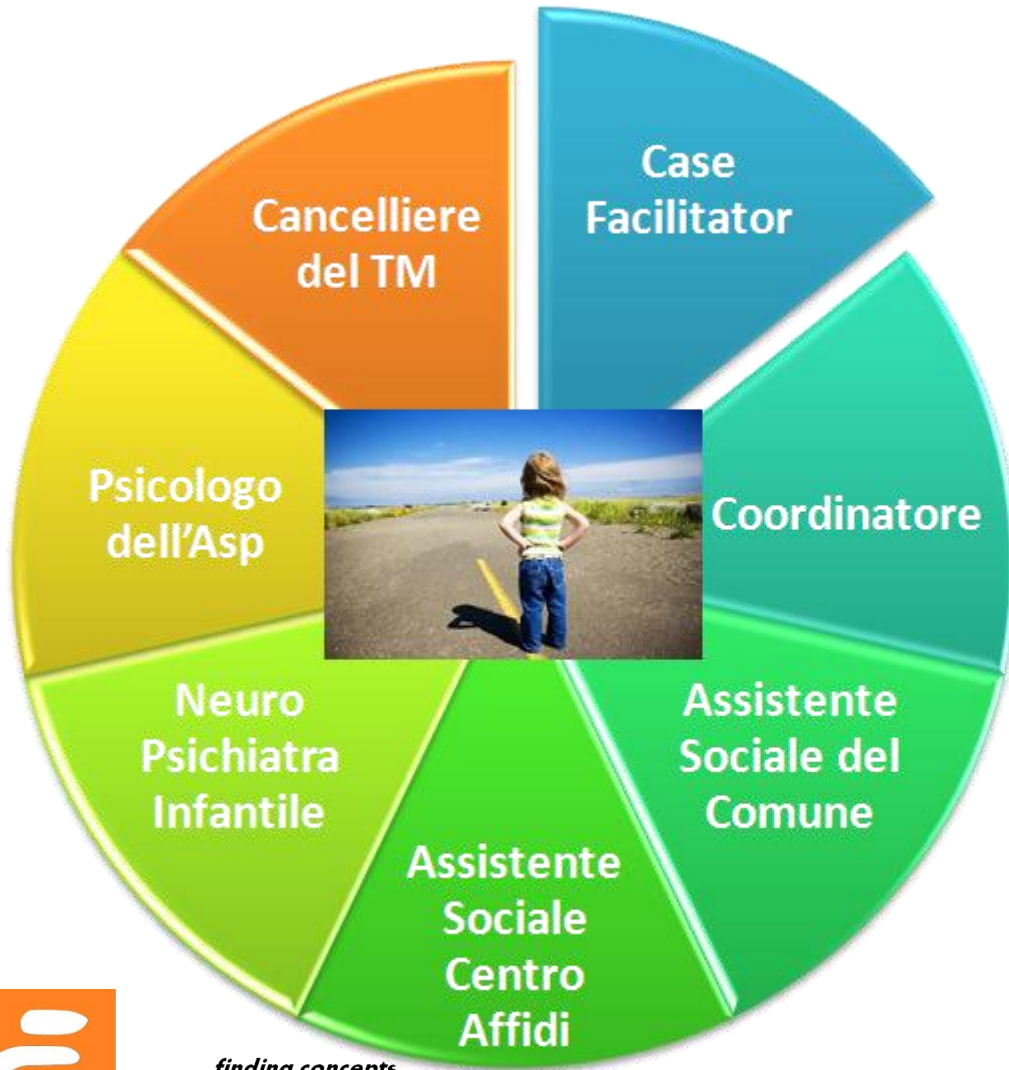 Case
Facilitator
Coordinatore
Assistente
Sociale del
Comune
Assistente
Sociale
Centro
Affidi
Neuro
Psichiatra
Infantile
Psicologo
dell'Asp
Cancelliere
del TM
finding concepts